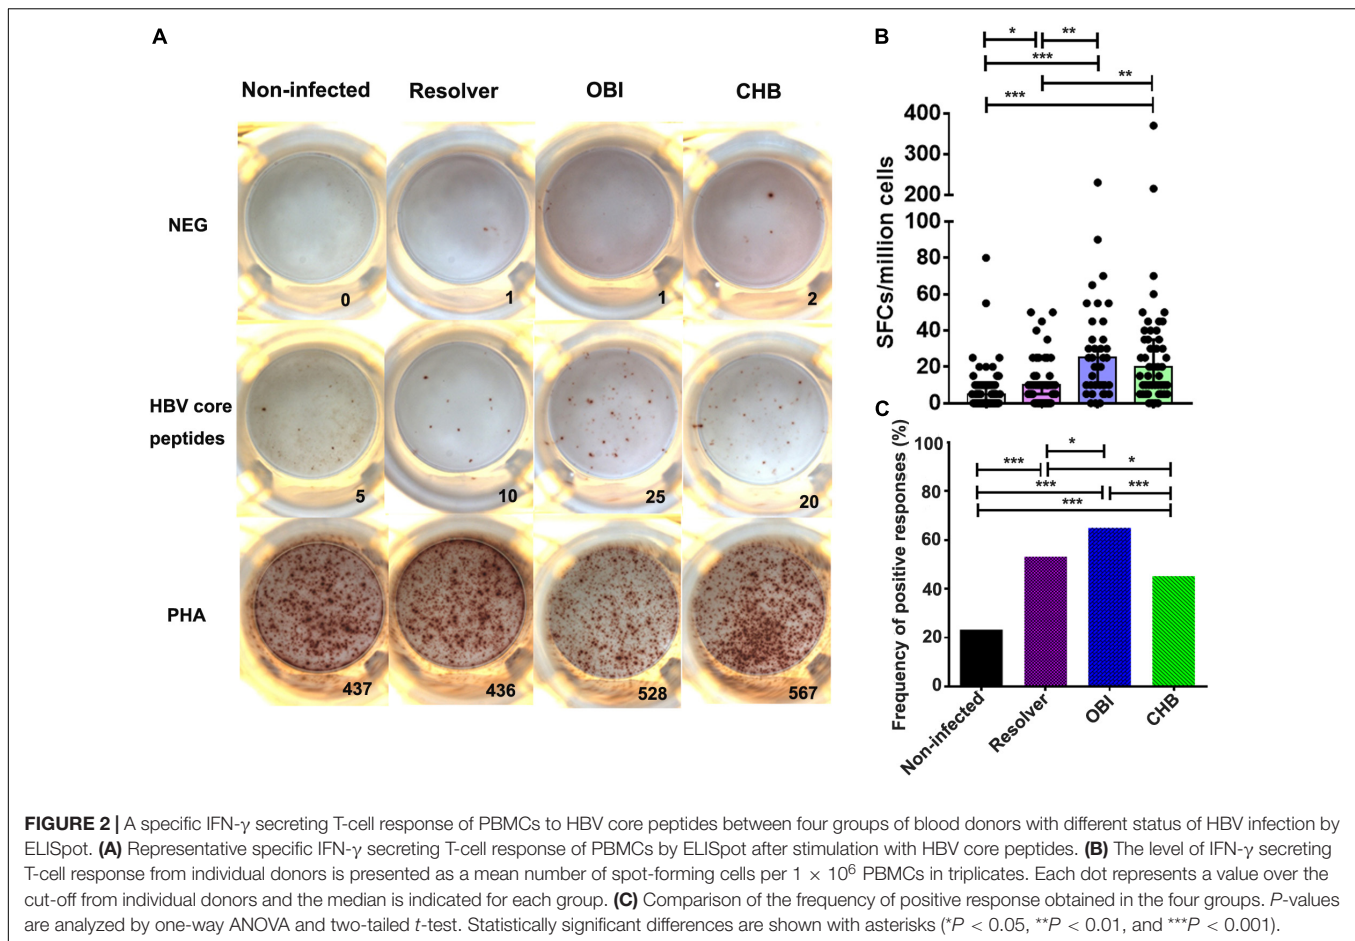 A
Non-infected Resolver OBI CHB
NEG
0 1 1 2
HBV core
peptides
5 10 25 20
PHA
437 436 528 567
B
* **
***
**
***
400
300
200
100
80
60
40
20
0
SFCs/million cells
C
*
*** *
*** ***
***
100
80
60
40
20
0
Frequency of positive responses (%)
Non-infected
Resolver
OBI
CHB
FIGURE 2 | A specific IFN-γ secreting T-cell response of PBMCs to HBV core peptides between four groups of blood donors with different status of HBV infection by
ELISpot. (A) Representative specific IFN-γ secreting T-cell response of PBMCs by ELISpot after stimulation with HBV core peptides. (B) The level of IFN-γ secreting
T-cell response from individual donors is presented as a mean number of spot-forming cells per 1 × 10⁶ PBMCs in triplicates. Each dot represents a value over the
cut-off from individual donors and the median is indicated for each group. (C) Comparison of the frequency of positive response obtained in the four groups. P-values
are analyzed by one-way ANOVA and two-tailed t-test. Statistically significant differences are shown with asterisks (*P < 0.05, **P < 0.01, and ***P < 0.001).